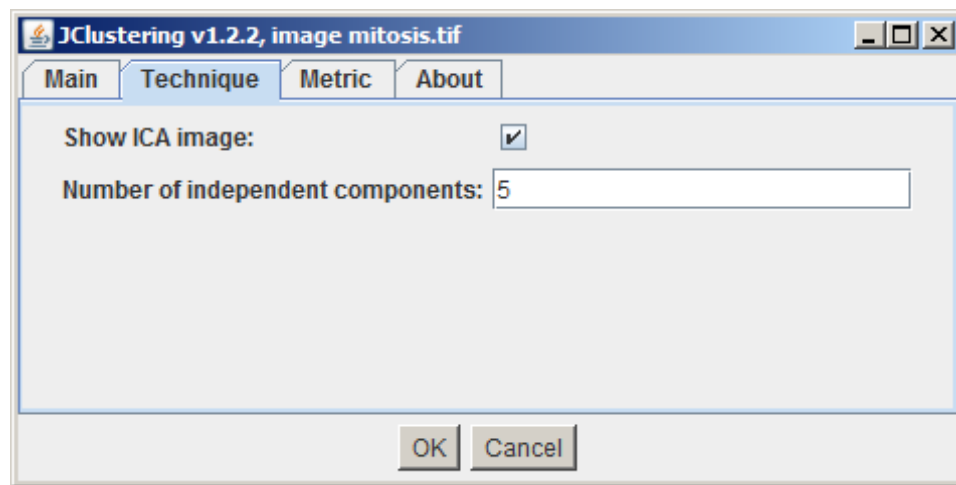 JClustering v1.2.2, image mitosis.tif
Main Technique Metric About
Show ICA image:
Number of independent components: 5
OK Cancel